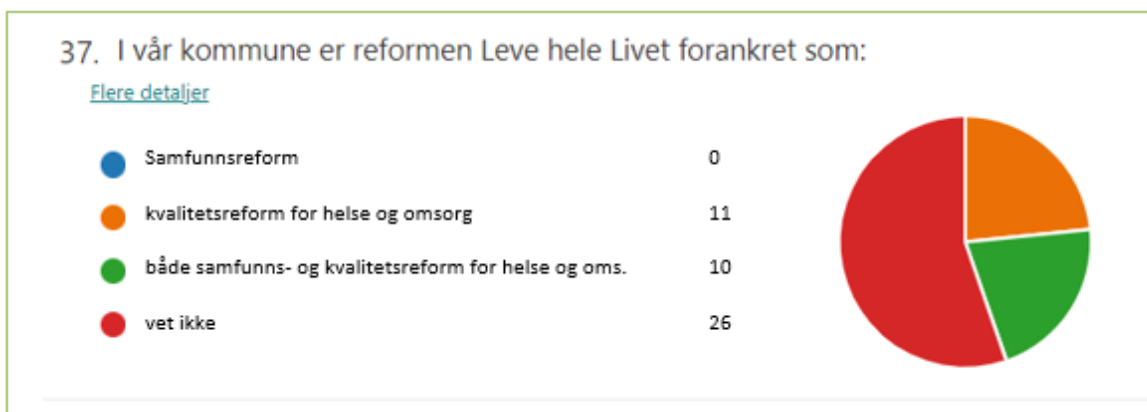 37. I vår kommune er reformen Leve hele Livet forankret som:
Flere detaljer
Samfunnsreform 0
kvalitetsreform for helse og omsorg 11
både samfunns- og kvalitetsreform for helse og oms. 10
vet ikke 26